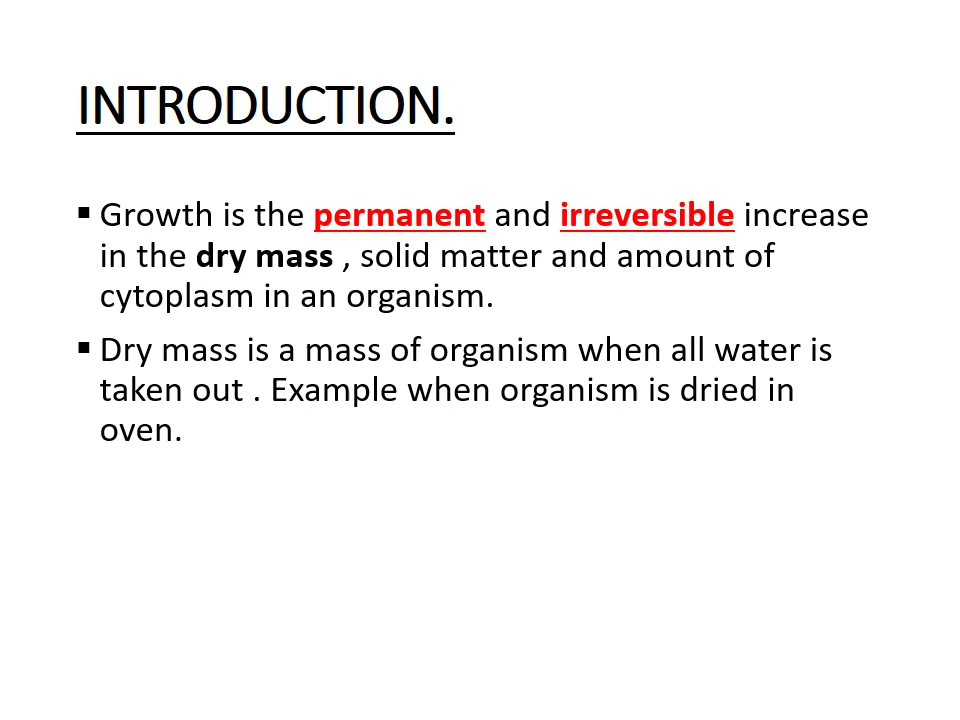 INTRODUCTION.
▪ Growth is the permanent and irreversible increase
in the dry mass , solid matter and amount of
cytoplasm in an organism.
▪ Dry mass is a mass of organism when all water is
taken out . Example when organism is dried in
oven.